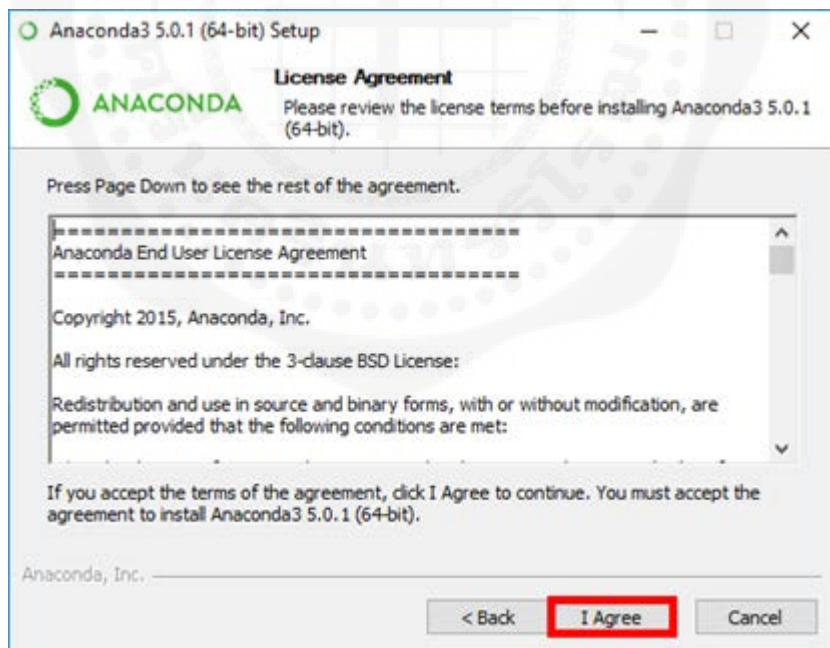 Anaconda3 5.0.1 (64-bit) Setup
License Agreement
ANACONDA
Please review the license terms before installing Anaconda3 5.0.1
(64-bit).
Press Page Down to see the rest of the agreement.
====================================
Anaconda End User License Agreement
====================================
Copyright 2015, Anaconda, Inc.
All rights reserved under the 3-clause BSD License:
Redistribution and use in source and binary forms, with or without modification, are
permitted provided that the following conditions are met:
If you accept the terms of the agreement, click I Agree to continue. You must accept the
agreement to install Anaconda3 5.0.1 (64-bit).
Anaconda, Inc.
< Back
I Agree
Cancel